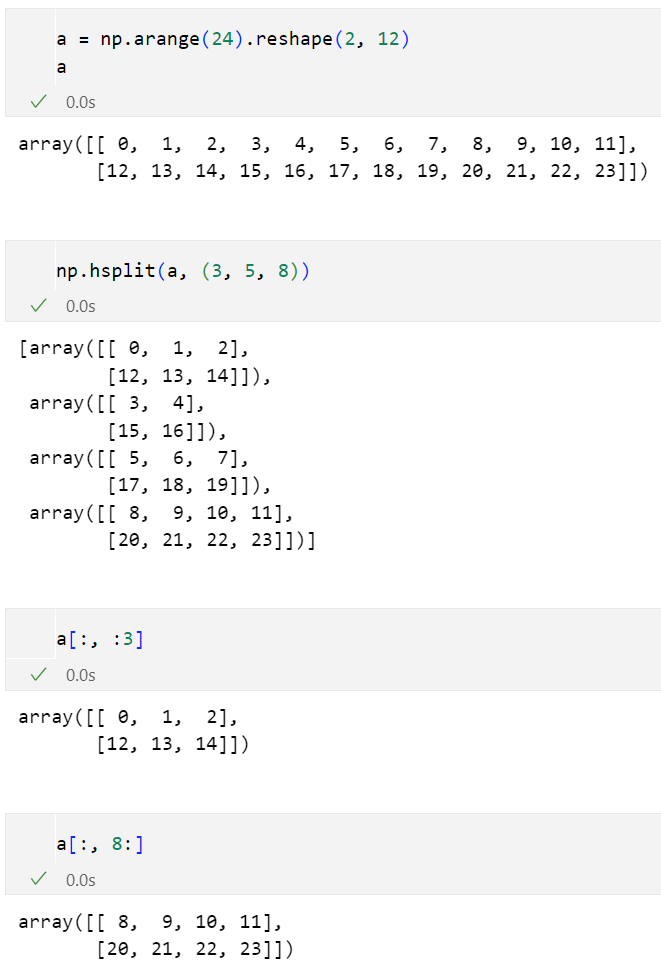 a = np.arange(24).reshape(2, 12)
a
0.0s
array([[ 0,  1,  2,  3,  4,  5,  6,  7,  8,  9, 10, 11],
       [12, 13, 14, 15, 16, 17, 18, 19, 20, 21, 22, 23]])
np.hsplit(a, (3, 5, 8))
0.0s
[array([[ 0,  1,  2],
        [12, 13, 14]]),
 array([[ 3,  4],
        [15, 16]]),
 array([[ 5,  6,  7],
        [17, 18, 19]]),
 array([[ 8,  9, 10, 11],
        [20, 21, 22, 23]])]
a[:, :3]
0.0s
array([[ 0,  1,  2],
       [12, 13, 14]])
a[:, 8:]
0.0s
array([[ 8,  9, 10, 11],
       [20, 21, 22, 23]])